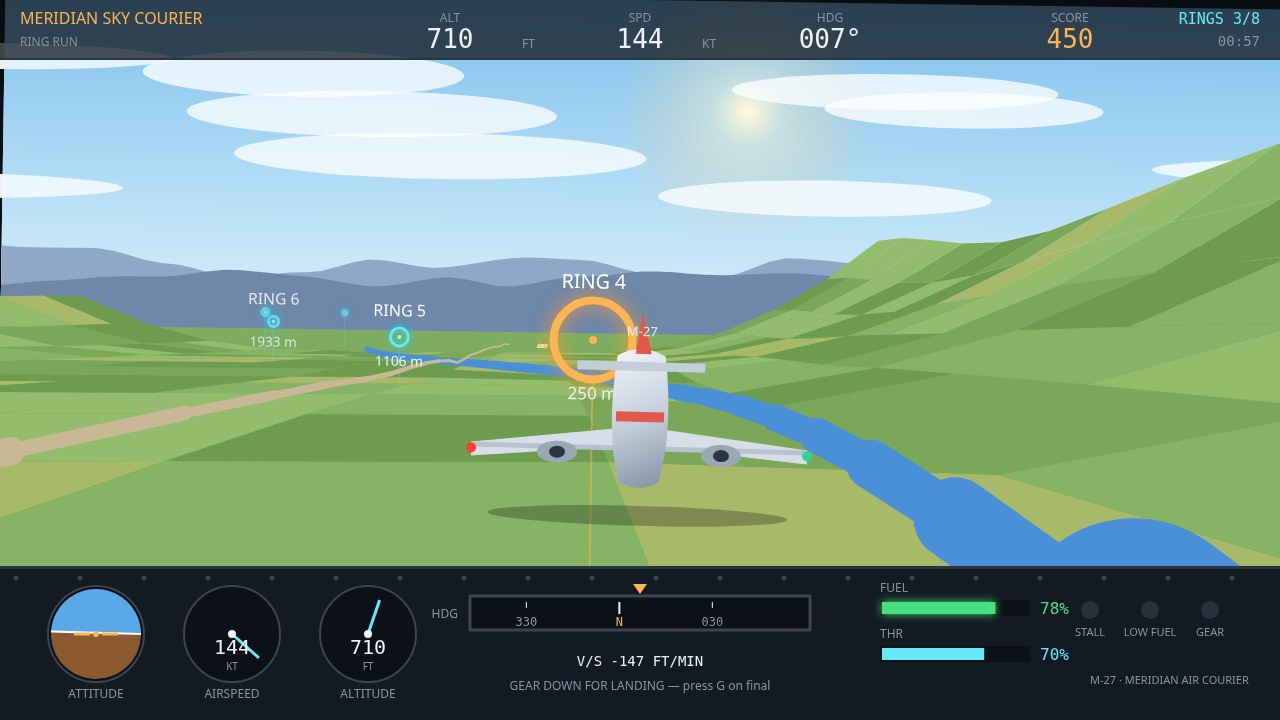 MERIDIAN SKY COURIER
RING RUN
ALT
710 FT
SPD
144 KT
HDG
007°
SCORE
450
RINGS 3/8
00:57
RING 4
250 m
M-27
RING 5
1106 m
RING 6
1933 m
ATTITUDE
144
KT
AIRSPEED
710
FT
ALTITUDE
HDG
330 N 030
V/S -147 FT/MIN
GEAR DOWN FOR LANDING — press G on final
FUEL
78%
THR
70%
STALL LOW FUEL GEAR
M-27 · MERIDIAN AIR COURIER